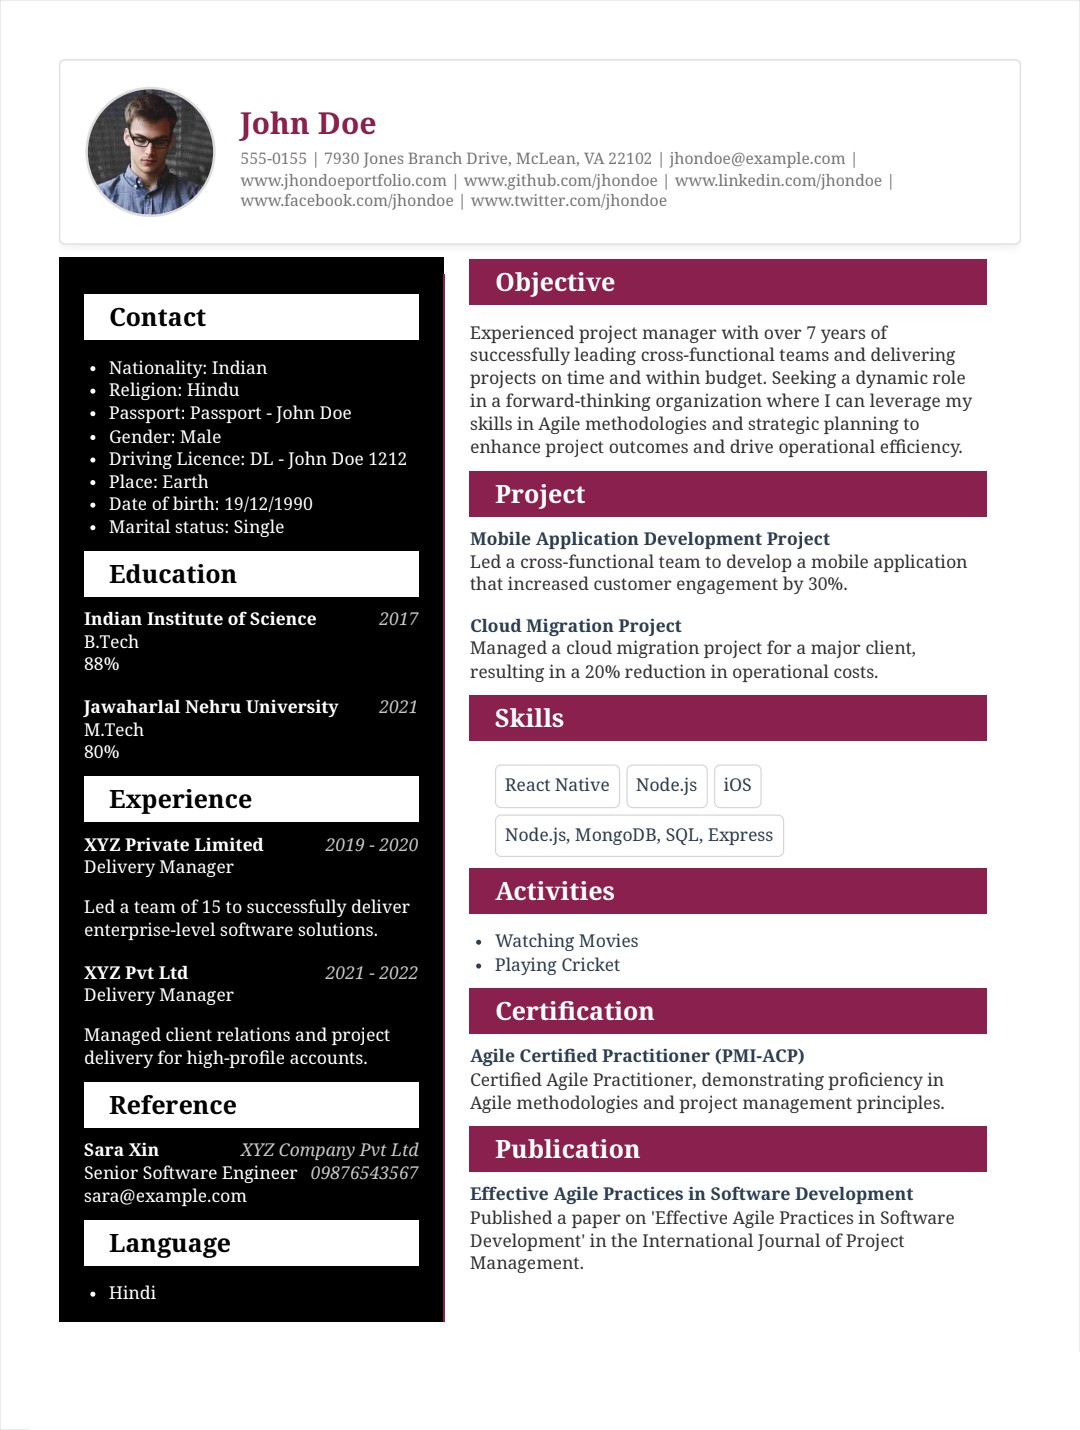 John Doe
555-0155 | 7930 Jones Branch Drive, McLean, VA 22102 | jhondoe@example.com |
www.jhondoeportfolio.com | www.github.com/jhondoe | www.linkedin.com/jhondoe |
www.facebook.com/jhondoe | www.twitter.com/jhondoe
Contact
• Nationality: Indian
• Religion: Hindu
• Passport: Passport - John Doe
• Gender: Male
• Driving Licence: DL - John Doe 1212
• Place: Earth
• Date of birth: 19/12/1990
• Marital status: Single
Education
Indian Institute of Science 2017
B.Tech
88%
Jawaharlal Nehru University 2021
M.Tech
80%
Experience
XYZ Private Limited 2019 - 2020
Delivery Manager
Led a team of 15 to successfully deliver
enterprise-level software solutions.
XYZ Pvt Ltd 2021 - 2022
Delivery Manager
Managed client relations and project
delivery for high-profile accounts.
Reference
Sara Xin XYZ Company Pvt Ltd
Senior Software Engineer 09876543567
sara@example.com
Language
• Hindi
Objective
Experienced project manager with over 7 years of
successfully leading cross-functional teams and delivering
projects on time and within budget. Seeking a dynamic role
in a forward-thinking organization where I can leverage my
skills in Agile methodologies and strategic planning to
enhance project outcomes and drive operational efficiency.
Project
Mobile Application Development Project
Led a cross-functional team to develop a mobile application
that increased customer engagement by 30%.
Cloud Migration Project
Managed a cloud migration project for a major client,
resulting in a 20% reduction in operational costs.
Skills
React Native Node.js iOS
Node.js, MongoDB, SQL, Express
Activities
• Watching Movies
• Playing Cricket
Certification
Agile Certified Practitioner (PMI-ACP)
Certified Agile Practitioner, demonstrating proficiency in
Agile methodologies and project management principles.
Publication
Effective Agile Practices in Software Development
Published a paper on 'Effective Agile Practices in Software
Development' in the International Journal of Project
Management.